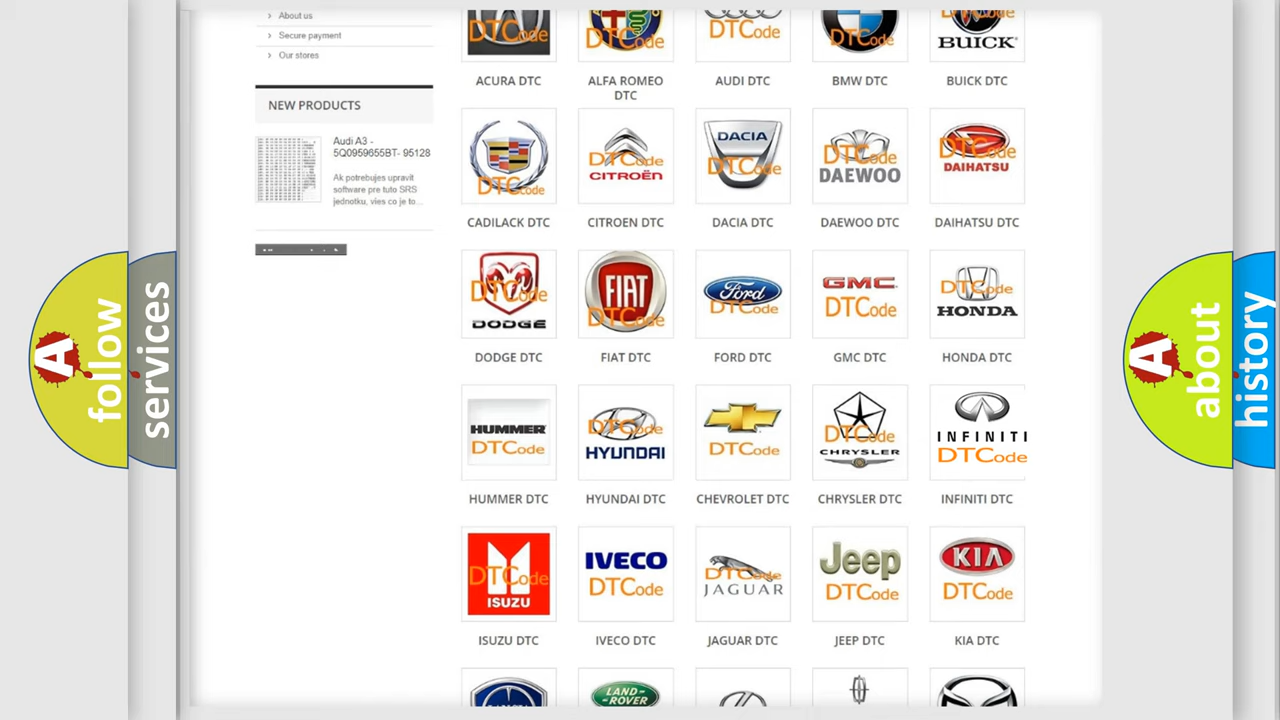 About us
Secure payment
Our stores
NEW PRODUCTS
Audi A3 -
5Q0959655BT- 95128
Ak potrebujes upravit
software pre tuto SRS
jednotku, vies co je to...
DTCode DTCode DTCode DTCode BUICK
ACURA DTC ALFA ROMEO DTC AUDI DTC BMW DTC BUICK DTC
DTCode
DTCode CITROËN
DACIA DTCode
DTCode DAEWOO
DTCode DAIHATSU
CADILACK DTC CITROEN DTC DACIA DTC DAEWOO DTC DAIHATSU DTC
DTCode DODGE
FIAT DTCode
Ford DTCode
GMC DTCode
DTCode HONDA
DODGE DTC FIAT DTC FORD DTC GMC DTC HONDA DTC
HUMMER DTCode
DTCode HYUNDAI
DTCode
DTCode CHRYSLER
INFINITI DTCode
HUMMER DTC HYUNDAI DTC CHEVROLET DTC CHRYSLER DTC INFINITI DTC
DTCode ISUZU
IVECO DTCode
DTCode JAGUAR
Jeep DTCode
KIA DTCode
ISUZU DTC IVECO DTC JAGUAR DTC JEEP DTC KIA DTC
LAND-
ROVER
A follow
services
A about
history